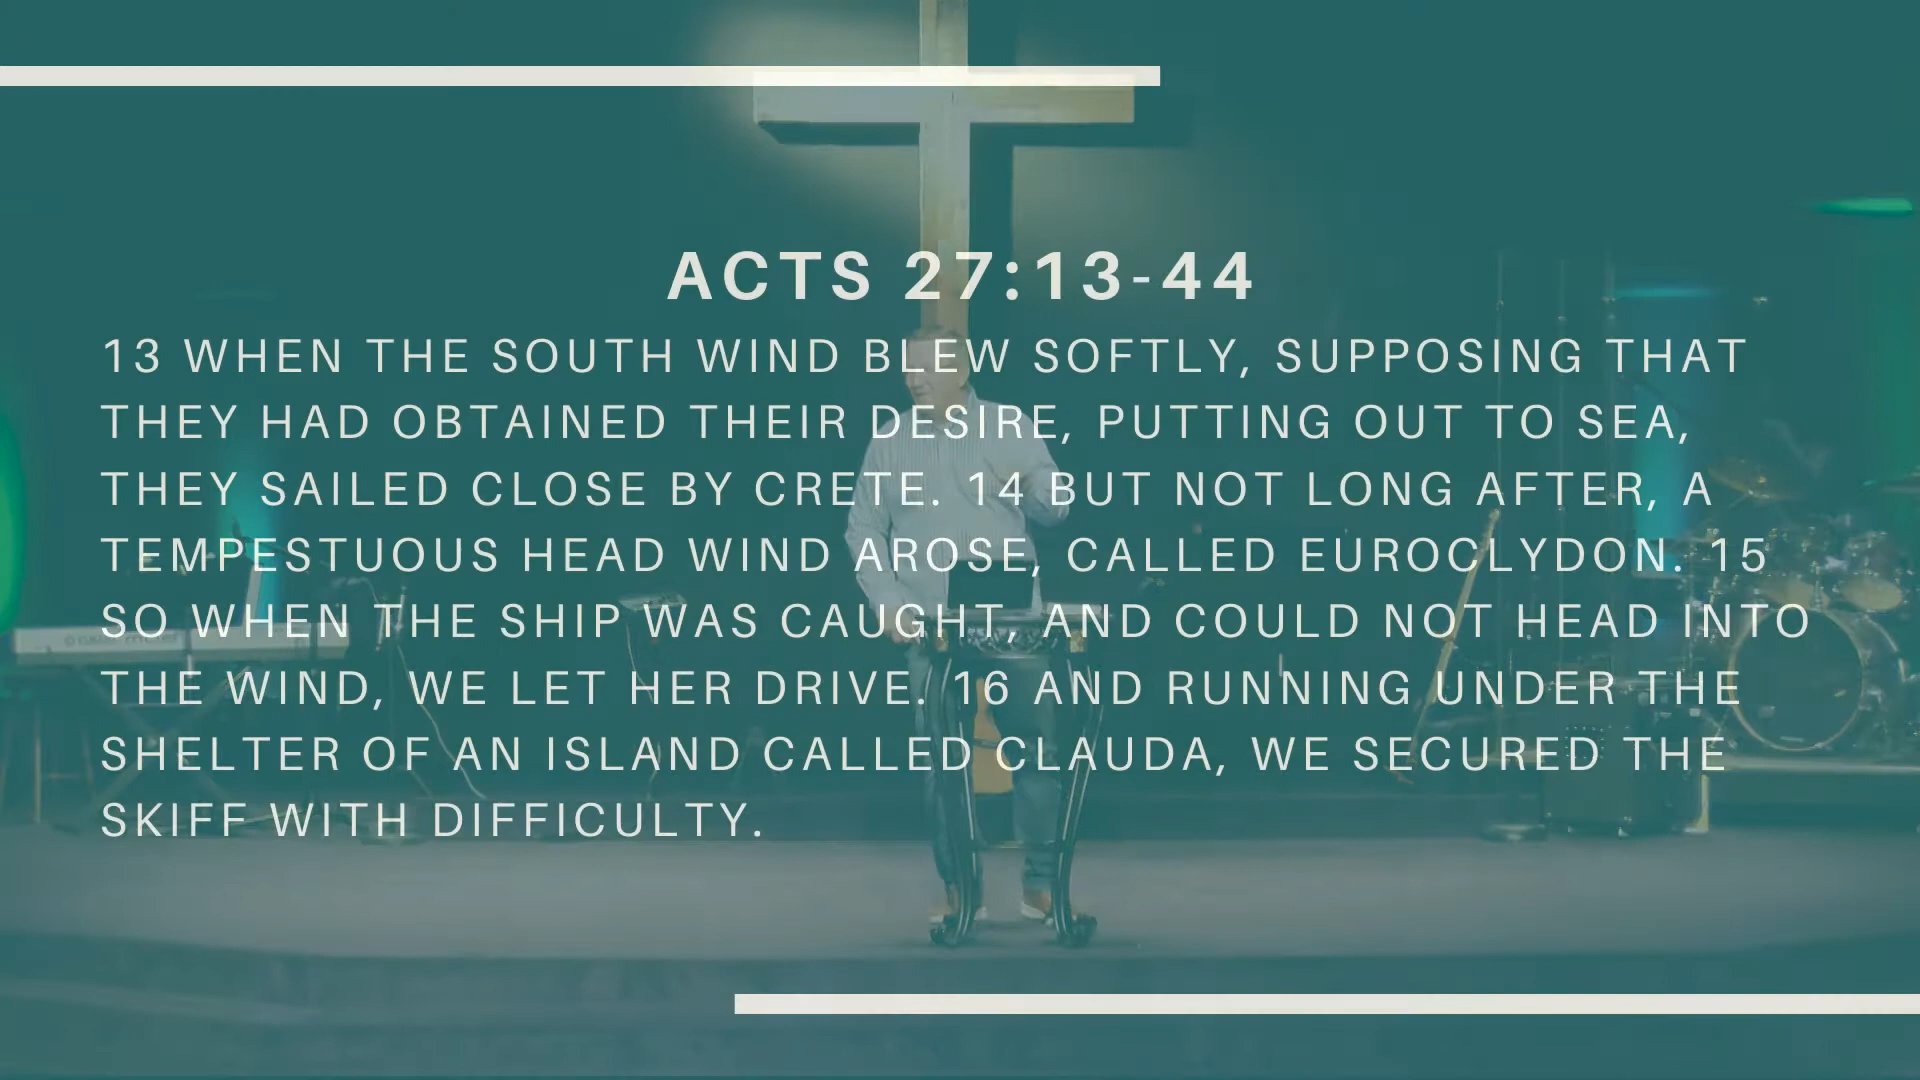 ACTS 27:13-44
13 WHEN THE SOUTH WIND BLEW SOFTLY, SUPPOSING THAT
THEY HAD OBTAINED THEIR DESIRE, PUTTING OUT TO SEA,
THEY SAILED CLOSE BY CRETE. 14 BUT NOT LONG AFTER, A
TEMPESTUOUS HEAD WIND AROSE, CALLED EUROCLYDON. 15
SO WHEN THE SHIP WAS CAUGHT, AND COULD NOT HEAD INTO
THE WIND, WE LET HER DRIVE. 16 AND RUNNING UNDER THE
SHELTER OF AN ISLAND CALLED CLAUDA, WE SECURED THE
SKIFF WITH DIFFICULTY.